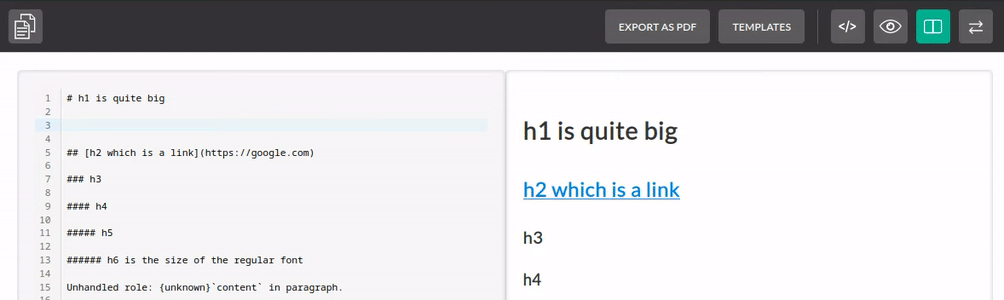 EXPORT AS PDF
TEMPLATES
</>
1 # h1 is quite big
2
3
4
5 ## [h2 which is a link](https://google.com)
6
7 ### h3
8
9 #### h4
10
11 ##### h5
12
13 ###### h6 is the size of the regular font
14
15 Unhandled role: {unknown}`content` in paragraph.
16
h1 is quite big
h2 which is a link
h3
h4